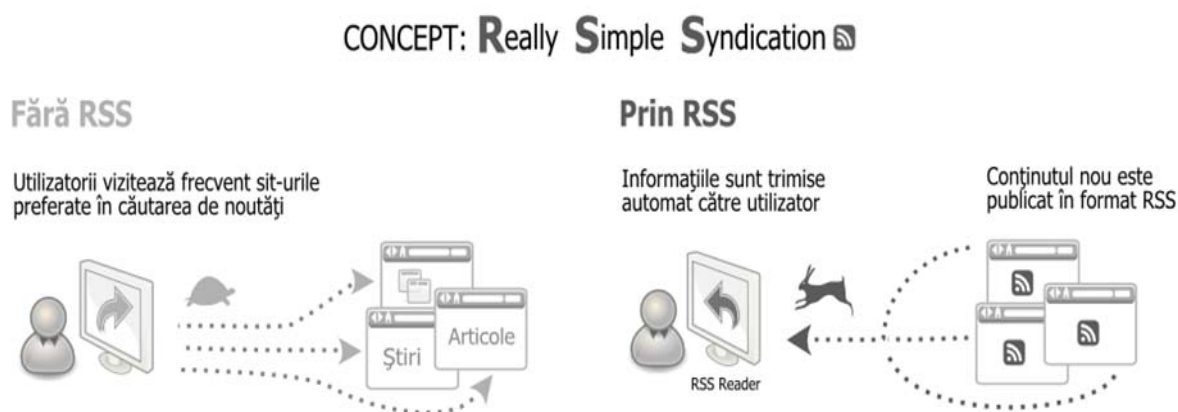 CONCEPT: Really Simple Syndication
Fără RSS
Utilizatorii vizitează frecvent sit-urile
preferate în căutarea de noutăţi
Ştiri
Articole
Prin RSS
Informaţiile sunt trimise
automat către utilizator
Conţinutul nou este
publicat în format RSS
RSS Reader